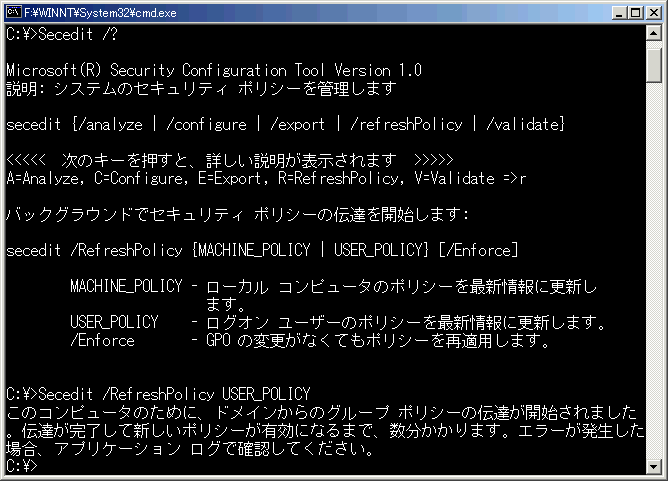 F:¥WINNT¥System32¥cmd.exe
C:¥>Secedit /?
Microsoft(R) Security Configuration Tool Version 1.0
説明: システムのセキュリティ ポリシーを管理します
secedit [/analyze | /configure | /export | /refreshPolicy | /validate]
<<<<<  次のキーを押すと、詳しい説明が表示されます  >>>>>
A=Analyze, C=Configure, E=Export, R=RefreshPolicy, V=Validate =>r
バックグラウンドでセキュリティ ポリシーの伝達を開始します:
secedit /RefreshPolicy {MACHINE_POLICY | USER_POLICY} [/Enforce]
MACHINE_POLICY - ローカル コンピュータのポリシーを最新情報に更新し
ます。
USER_POLICY    - ログオン ユーザーのポリシーを最新情報に更新します。
/Enforce       - GPO の変更がなくてもポリシーを再適用します。
C:¥>Secedit /RefreshPolicy USER_POLICY
このコンピュータのために、ドメインからのグループ ポリシーの伝達が開始されました
。伝達が完了して新しいポリシーが有効になるまで、数分かかります。エラーが発生した
場合、アプリケーション ログで確認してください。
C:¥>